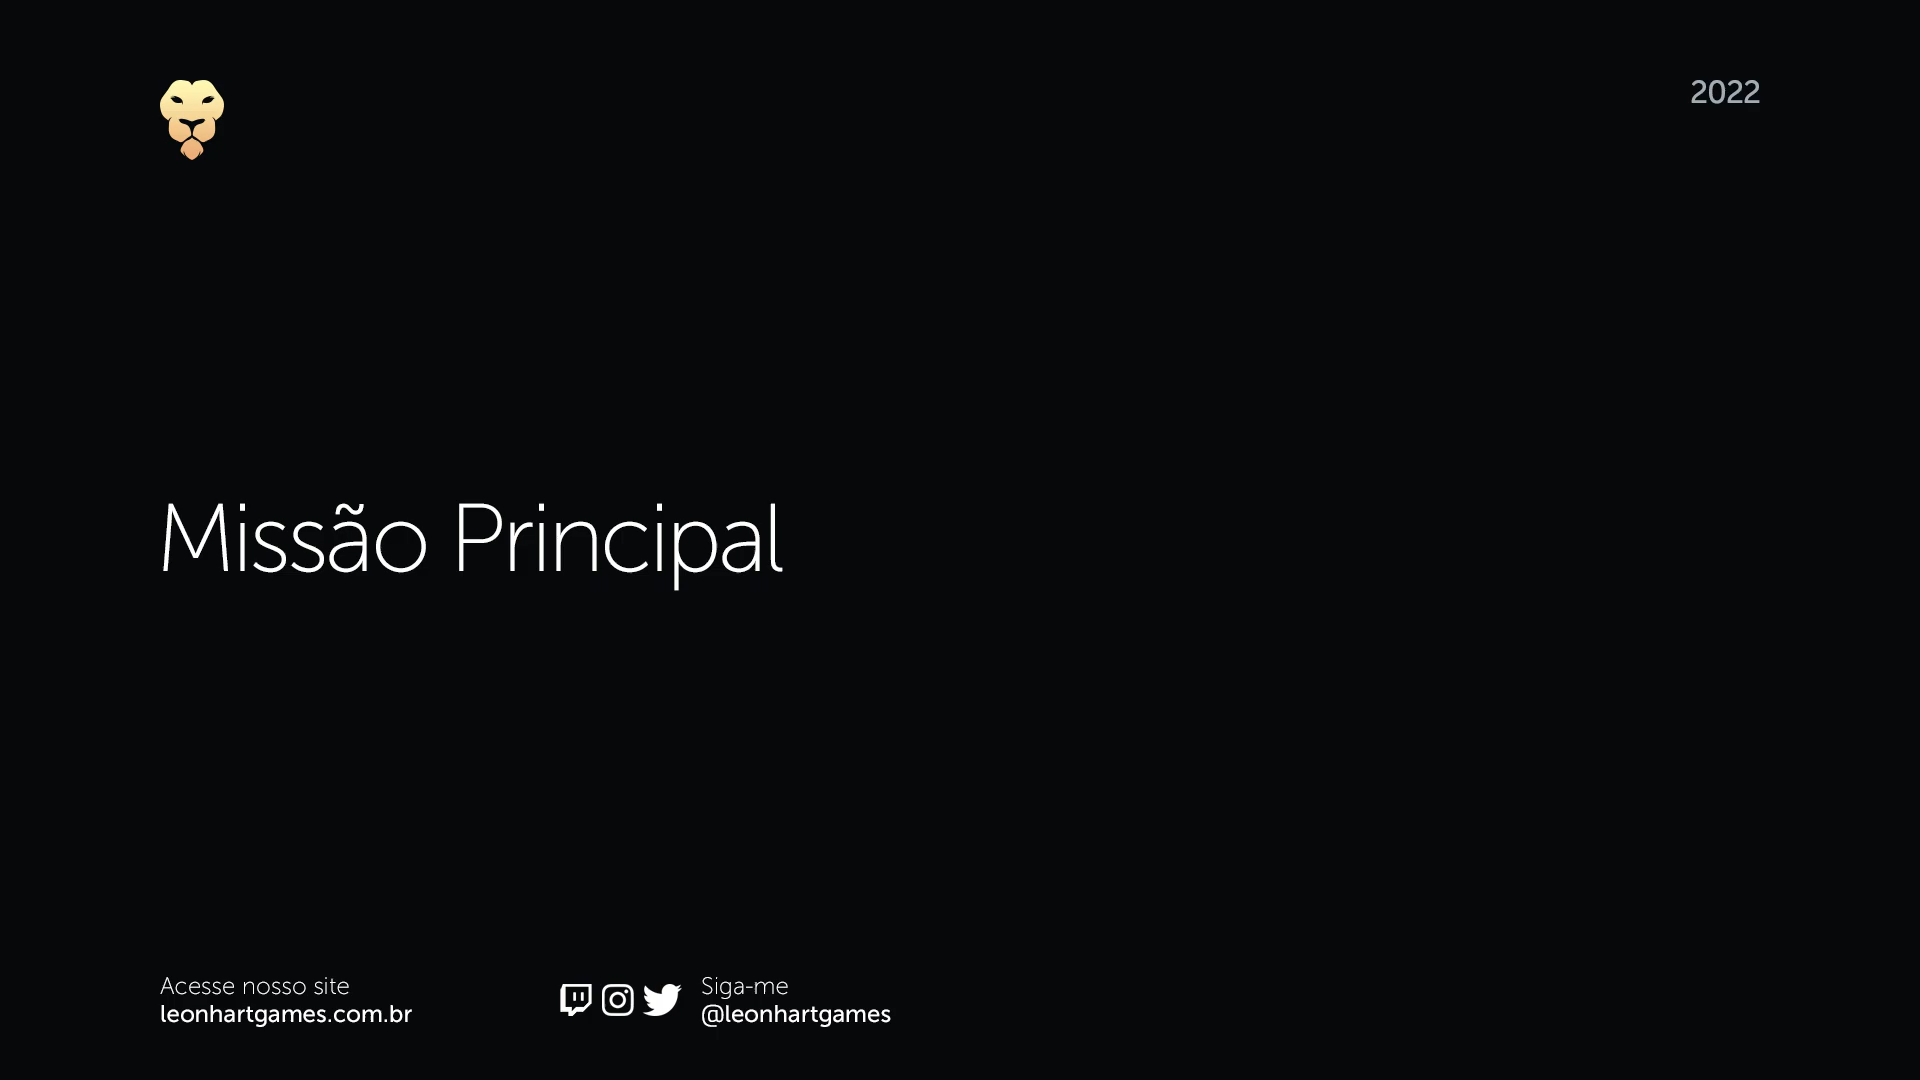 2022
Missão Principal
Acesse nosso site
leonhartgames.com.br
Siga-me
@leonhartgames